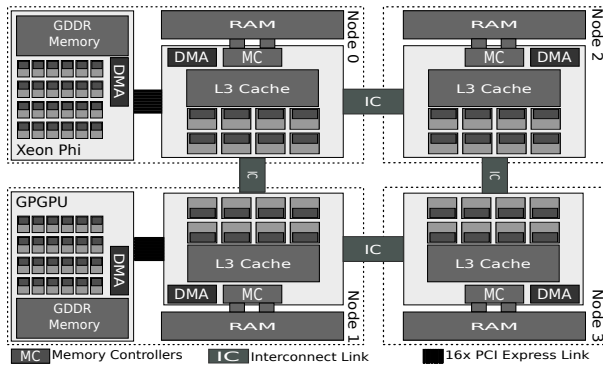 GDDR
Memory
DMA
Xeon Phi
RAM
DMA
MC
L3 Cache
Node 0
IC
RAM
MC
DMA
L3 Cache
Node 2
IC
IC
GPGPU
DMA
GDDR
Memory
L3 Cache
DMA
MC
RAM
Node 1
IC
L3 Cache
MC
DMA
RAM
Node 3
MC Memory Controllers
IC Interconnect Link
16x PCI Express Link